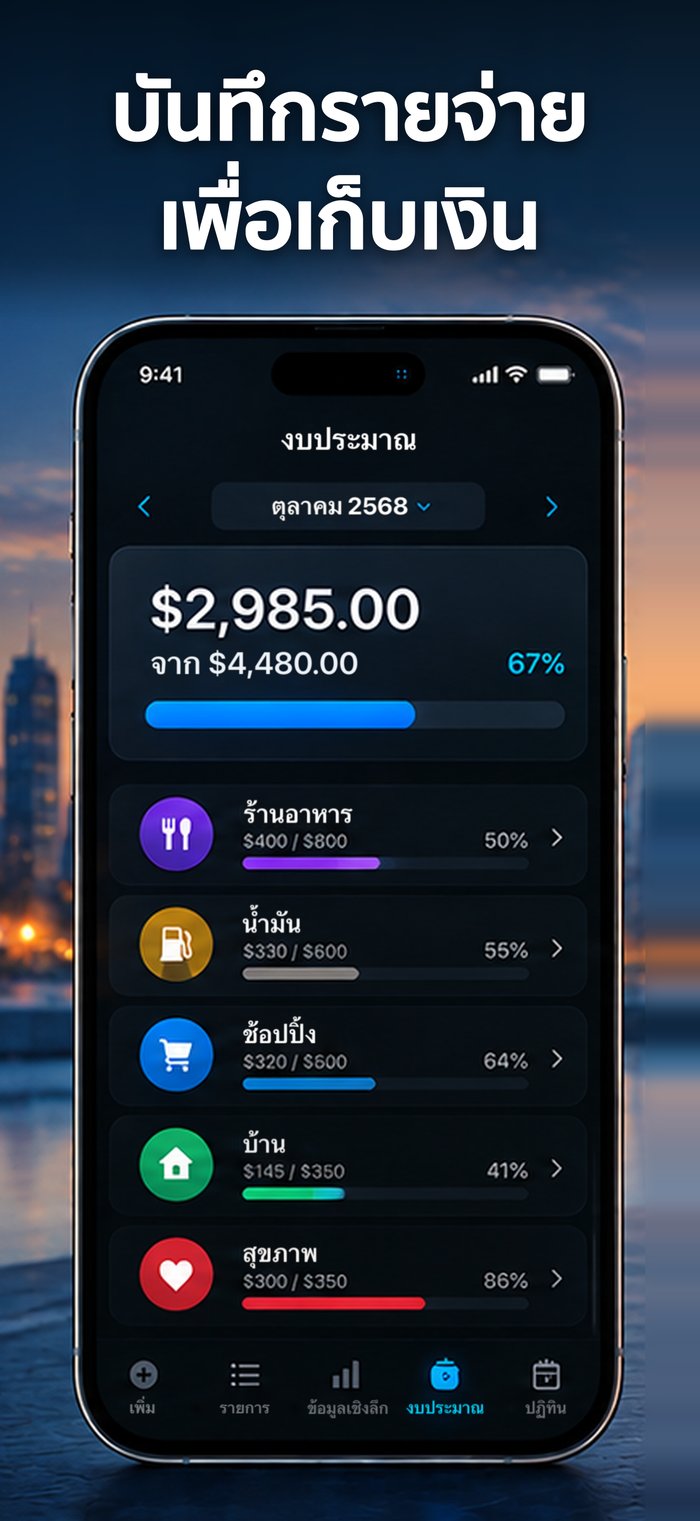 บันทึกรายจ่าย
เพื่อเก็บเงิน
9:41
งบประมาณ
ตุลาคม 2568
$2,985.00
จาก $4,480.00
67%
ร้านอาหาร
$400 / $800
50%
น้ำมัน
$330 / $600
55%
ช้อปปิ้ง
$320 / $600
64%
บ้าน
$145 / $350
41%
สุขภาพ
$300 / $350
86%
เพิ่ม
รายการ
ข้อมูลเชิงลึก
งบประมาณ
ปฏิทิน